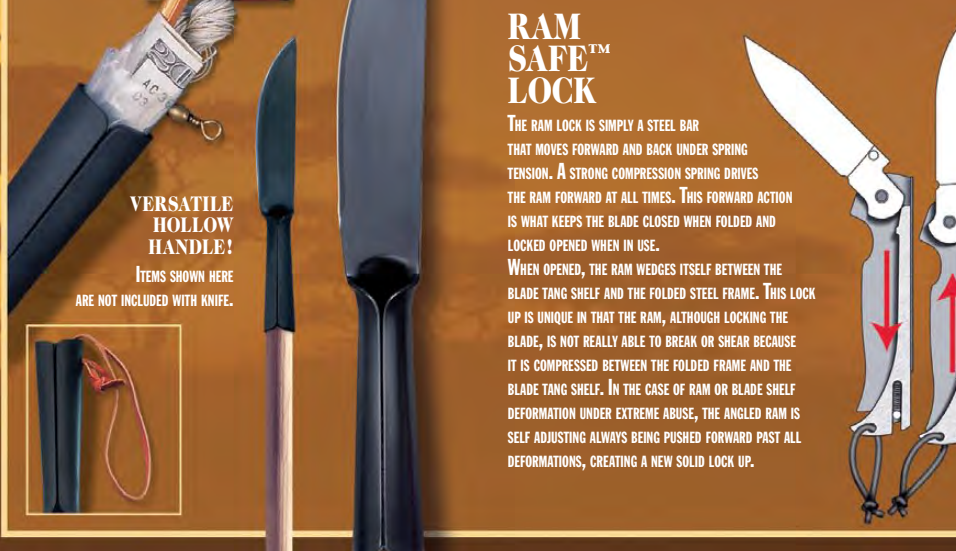 VERSATILE
HOLLOW
HANDLE!
ITEMS SHOWN HERE
ARE NOT INCLUDED WITH KNIFE.
RAM
SAFE™
LOCK
THE RAM LOCK IS SIMPLY A STEEL BAR
THAT MOVES FORWARD AND BACK UNDER SPRING
TENSION. A STRONG COMPRESSION SPRING DRIVES
THE RAM FORWARD AT ALL TIMES. THIS FORWARD ACTION
IS WHAT KEEPS THE BLADE CLOSED WHEN FOLDED AND
LOCKED OPENED WHEN IN USE.
WHEN OPENED, THE RAM WEDGES ITSELF BETWEEN THE
BLADE TANG SHELF AND THE FOLDED STEEL FRAME. THIS LOCK
UP IS UNIQUE IN THAT THE RAM, ALTHOUGH LOCKING THE
BLADE, IS NOT REALLY ABLE TO BREAK OR SHEAR BECAUSE
IT IS COMPRESSED BETWEEN THE FOLDED FRAME AND THE
BLADE TANG SHELF. IN THE CASE OF RAM OR BLADE SHELF
DEFORMATION UNDER EXTREME ABUSE, THE ANGLED RAM IS
SELF ADJUSTING ALWAYS BEING PUSHED FORWARD PAST ALL
DEFORMATIONS, CREATING A NEW SOLID LOCK UP.